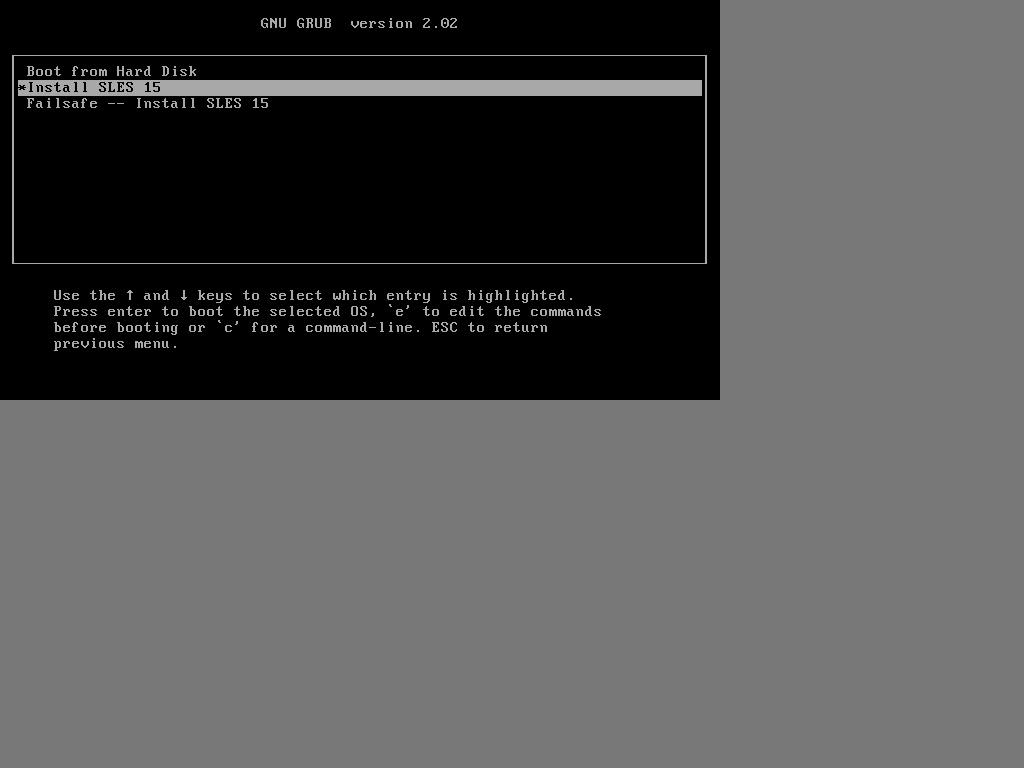 GNU GRUB  version 2.02
Boot from Hard Disk
*Install SLES 15
Failsafe -- Install SLES 15
Use the ↑ and ↓ keys to select which entry is highlighted.
Press enter to boot the selected OS, `e' to edit the commands
before booting or `c' for a command-line. ESC to return
previous menu.